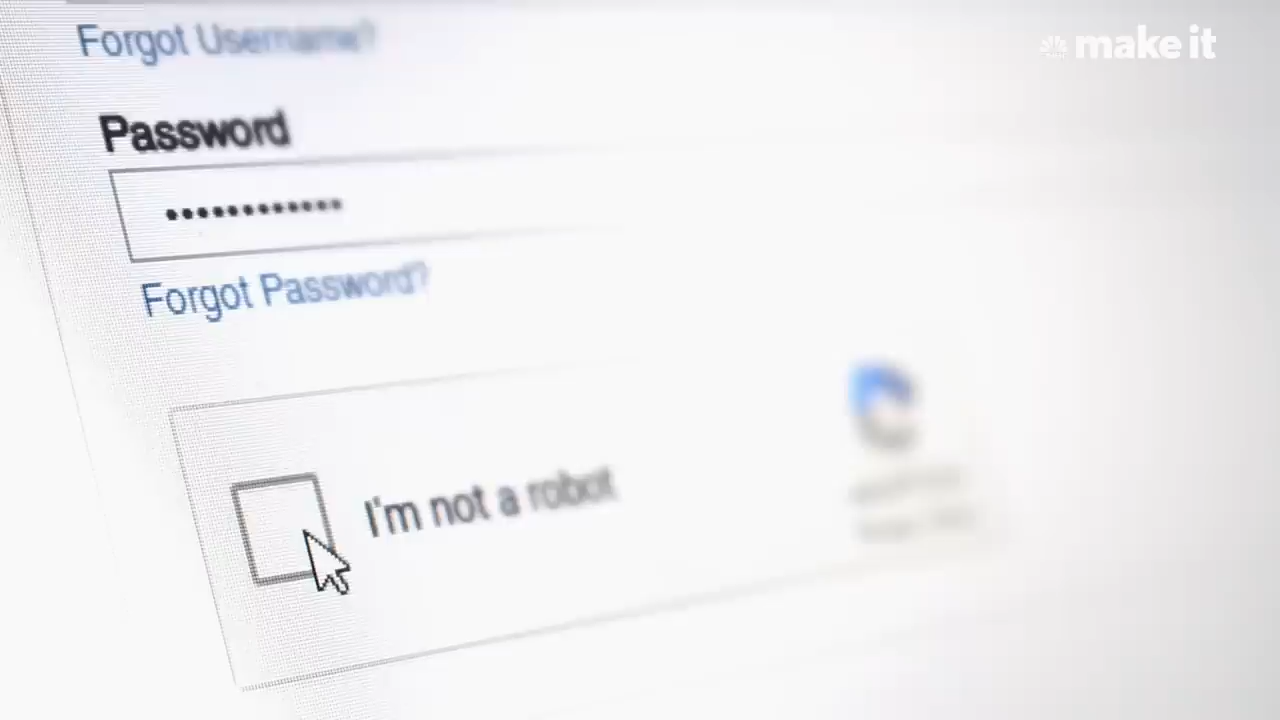 make it
Forgot Username?
Password
Forgot Password?
I'm not a robot